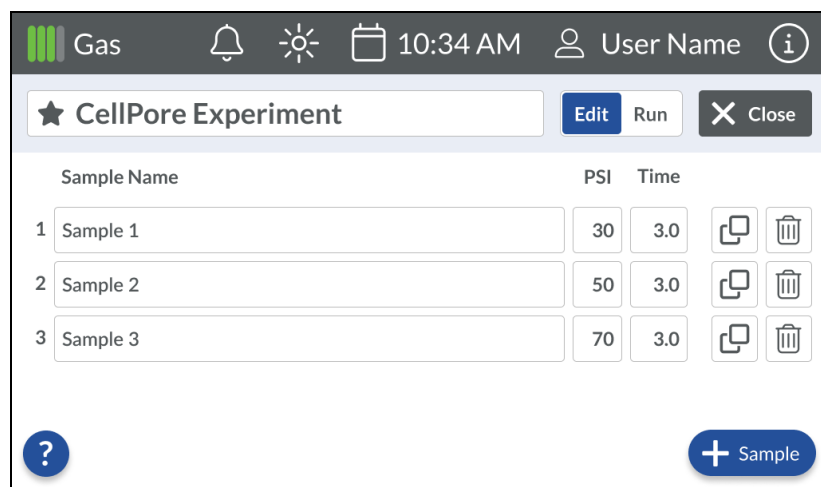 Gas 10:34 AM User Name i
CellPore Experiment Edit Run Close
Sample Name PSI Time
1 Sample 1 30 3.0
2 Sample 2 50 3.0
3 Sample 3 70 3.0
? + Sample